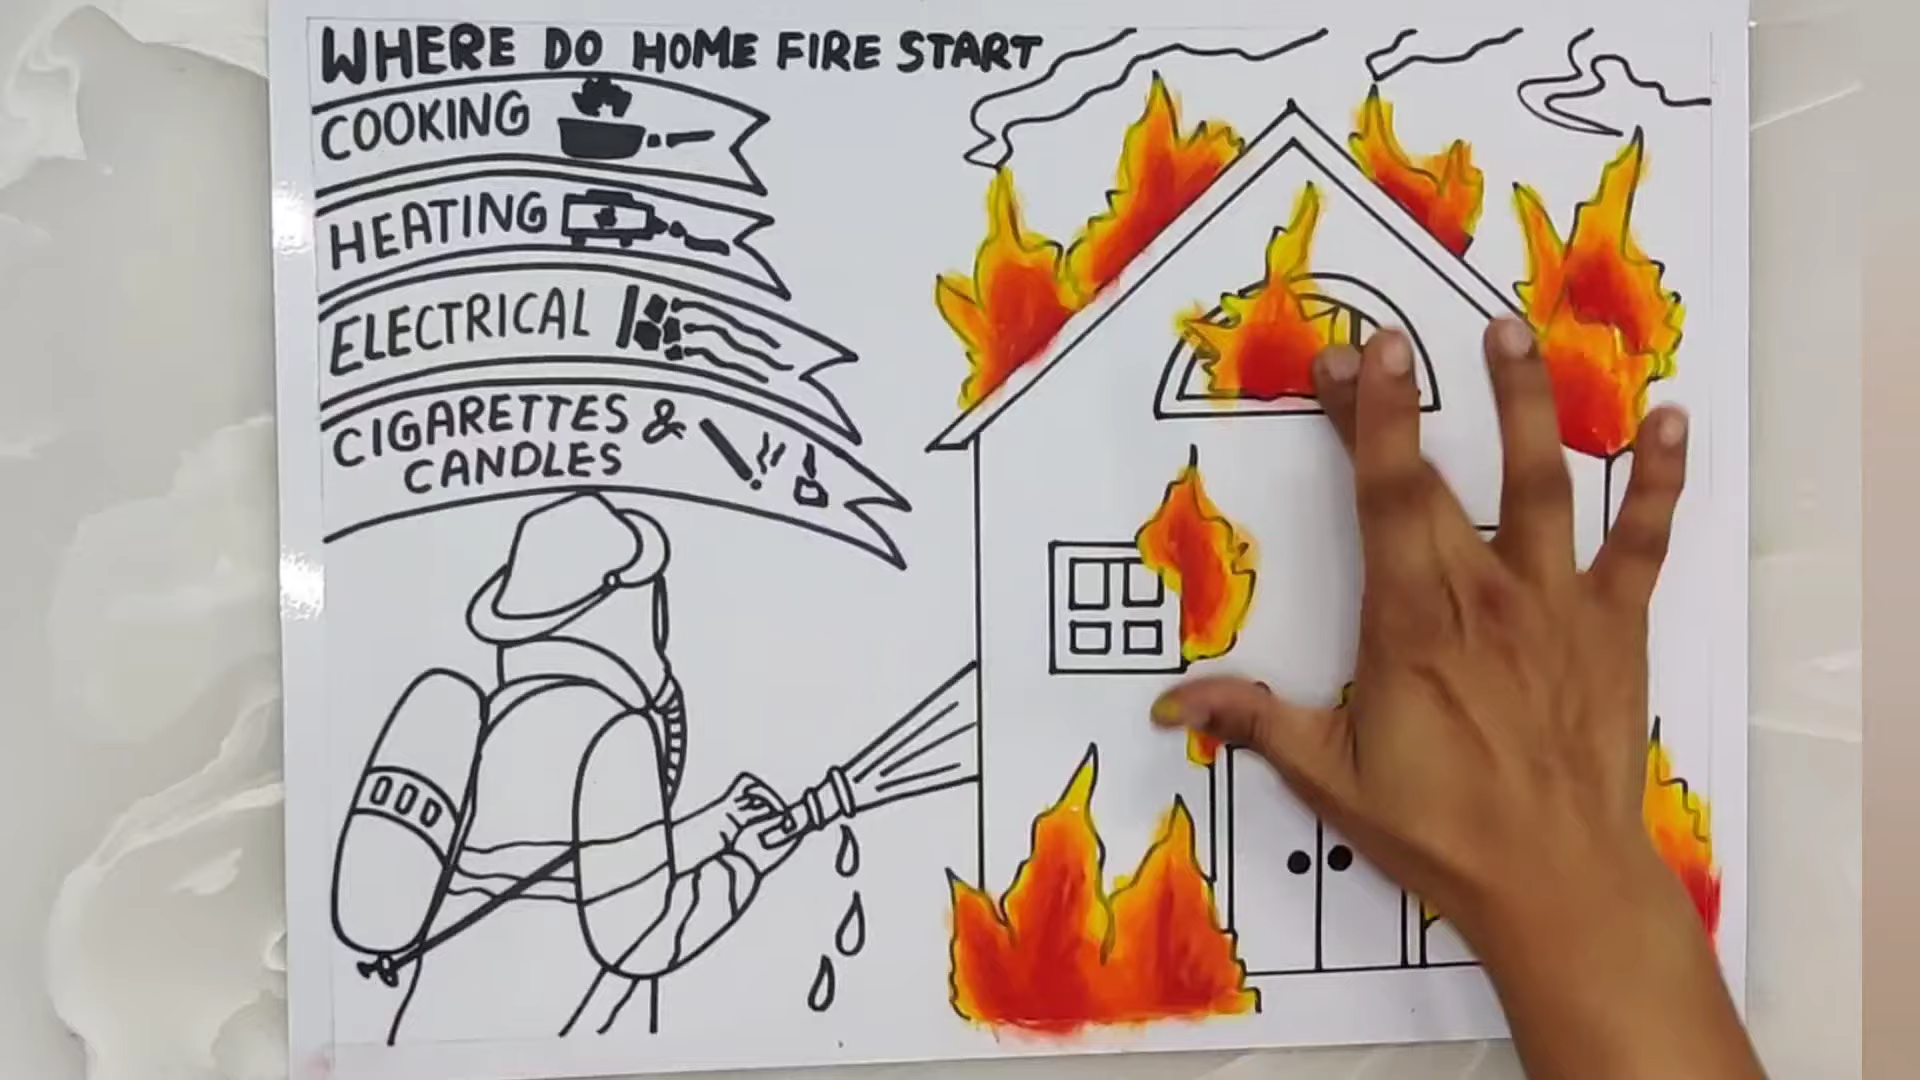 WHERE DO HOME FIRE START
COOKING
HEATING
ELECTRICAL
CIGARETTES &
CANDLES